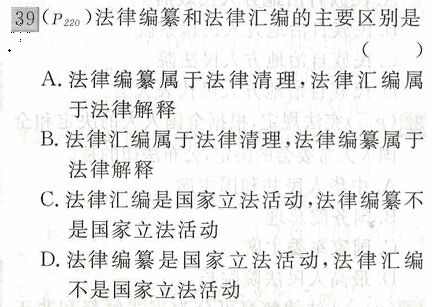 39 (P220)法律编纂和法律汇编的主要区别是
( )
A. 法律编纂属于法律清理,法律汇编属
于法律解释
B. 法律汇编属于法律清理,法律编纂属于
法律解释
C. 法律汇编是国家立法活动,法律编纂不
是国家立法活动
D. 法律编纂是国家立法活动,法律汇编
不是国家立法活动